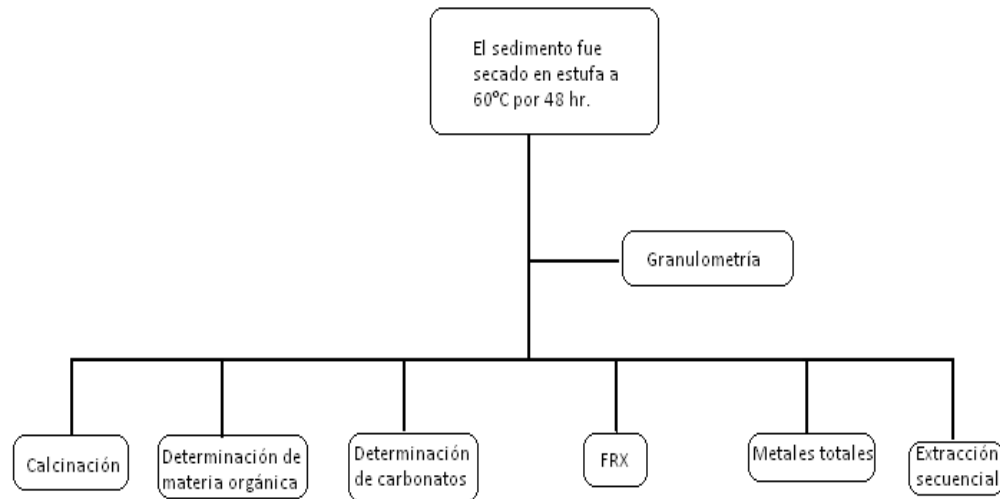 El sedimento fue
secado en estufa a
60°C por 48 hr.
Granulometría
Calcinación
Determinación de
materia orgánica
Determinación
de carbonatos
FRX
Metales totales
Extracción
secuencial